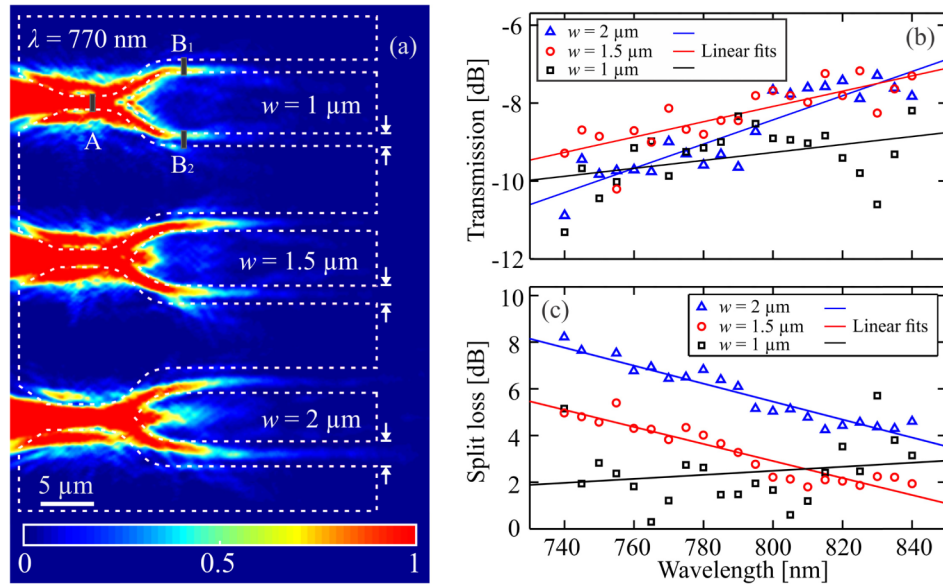 λ = 770 nm
(a)
B₁
w = 1 µm
A
B₂
w = 1.5 µm
w = 2 µm
5 µm
0
0.5
1
(b)
w = 2 µm
w = 1.5 µm
w = 1 µm
Linear fits
Transmission [dB]
-6
-8
-10
-12
(c)
w = 2 µm
w = 1.5 µm
w = 1 µm
Linear fits
Split loss [dB]
10
8
6
4
2
0
740
760
780
800
820
840
Wavelength [nm]